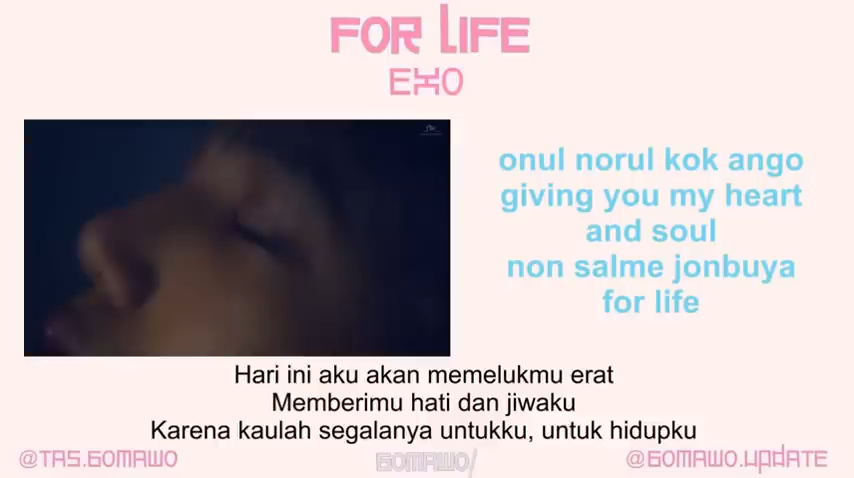 FOR LIFE
EXO
onul norul kok ango
giving you my heart
and soul
non salme jonbuya
for life
Hari ini aku akan memelukmu erat
Memberimu hati dan jiwaku
Karena kaulah segalanya untukku, untuk hidupku
@TAS.GOMAWO
GOMAWO/
@GOMAWO.UPDATE